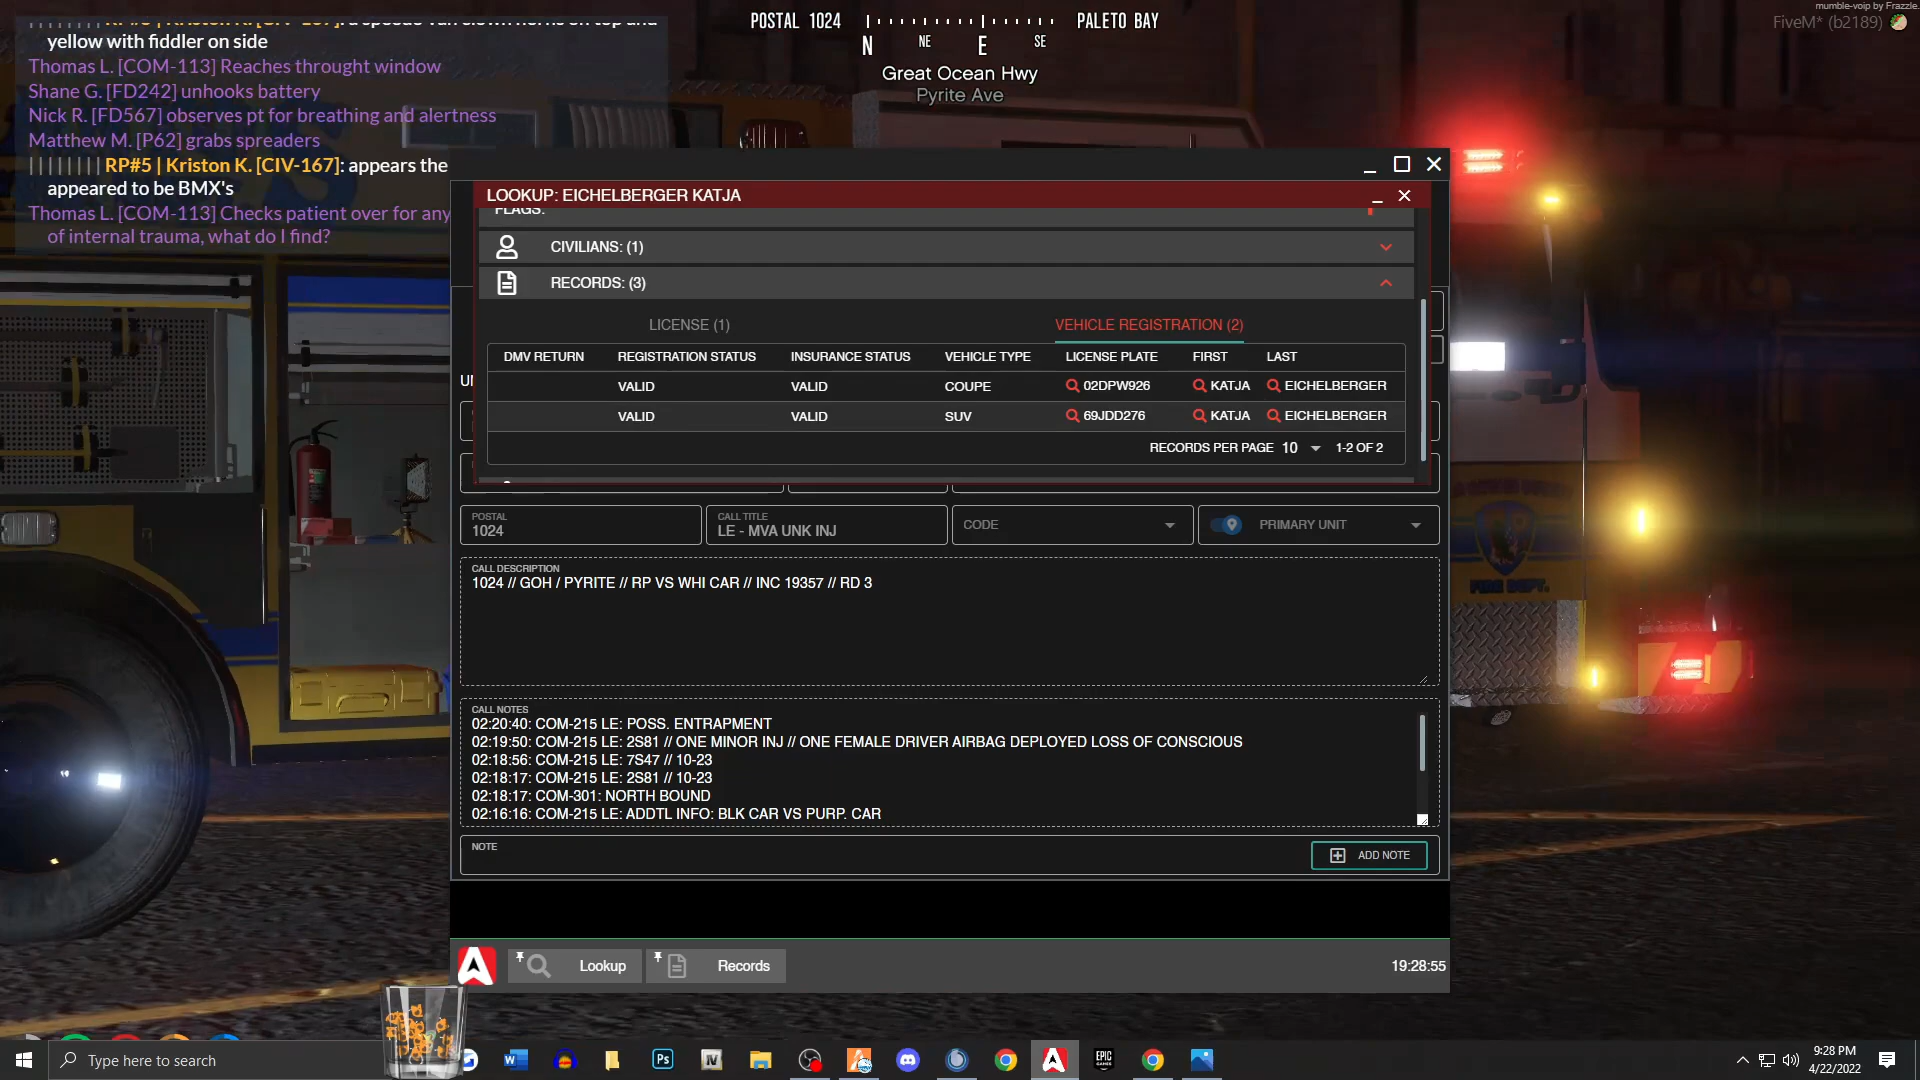 mumble-voip by Frazzle.
FiveM* (b2189)
POSTAL 1024
PALETO BAY
N NE E SE
Great Ocean Hwy
Pyrite Ave
yellow with fiddler on side
Thomas L. [COM-113] Reaches throught window
Shane G. [FD242] unhooks battery
Nick R. [FD567] observes pt for breathing and alertness
Matthew M. [P62] grabs spreaders
| | | | | | | | RP#5 | Kriston K. [CIV-167]: appears the
appeared to be BMX's
Thomas L. [COM-113] Checks patient over for any
of internal trauma, what do I find?
LOOKUP: EICHELBERGER KATJA
FLAGS:
CIVILIANS: (1)
RECORDS: (3)
LICENSE (1)
VEHICLE REGISTRATION (2)
DMV RETURN REGISTRATION STATUS INSURANCE STATUS VEHICLE TYPE LICENSE PLATE FIRST LAST
VALID VALID COUPE 02DPW926 KATJA EICHELBERGER
VALID VALID SUV 69JDD276 KATJA EICHELBERGER
RECORDS PER PAGE 10 1-2 OF 2
POSTAL
1024
CALL TITLE
LE - MVA UNK INJ
CODE
PRIMARY UNIT
CALL DESCRIPTION
1024 // GOH / PYRITE // RP VS WHI CAR // INC 19357 // RD 3
CALL NOTES
02:20:40: COM-215 LE: POSS. ENTRAPMENT
02:19:50: COM-215 LE: 2S81 // ONE MINOR INJ // ONE FEMALE DRIVER AIRBAG DEPLOYED LOSS OF CONSCIOUS
02:18:56: COM-215 LE: 7S47 // 10-23
02:18:17: COM-215 LE: 2S81 // 10-23
02:18:17: COM-301: NORTH BOUND
02:16:16: COM-215 LE: ADDTL INFO: BLK CAR VS PURP. CAR
NOTE
ADD NOTE
FIRE DEPT.
Lookup
Records
19:28:55
Type here to search
Ps
IV
EPIC GAMES
9:28 PM
4/22/2022